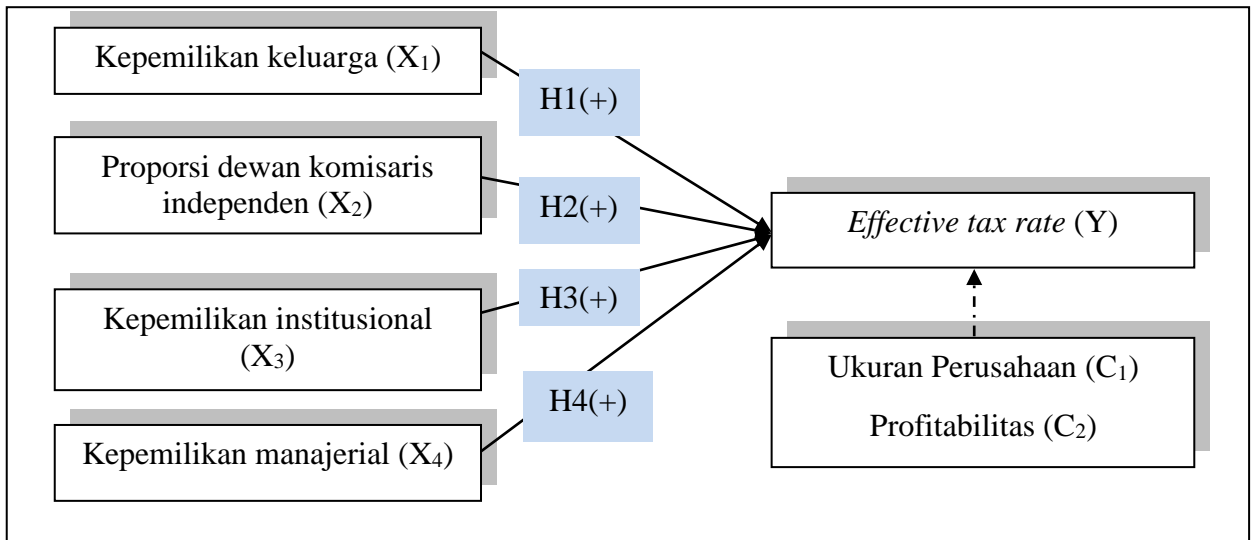 Kepemilikan keluarga (X₁)
H1(+)
Proporsi dewan komisaris
independen (X₂)
H2(+)
Kepemilikan institusional
(X₃)
H3(+)
Kepemilikan manajerial (X₄)
H4(+)
Effective tax rate (Y)
Ukuran Perusahaan (C₁)
Profitabilitas (C₂)